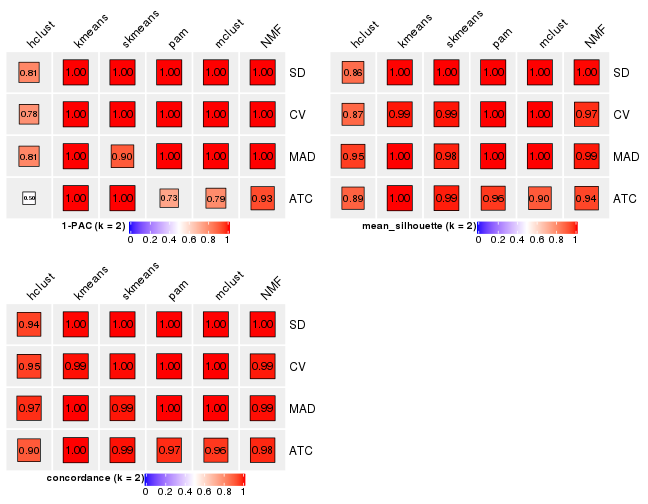 hclust kmeans skmeans pam mclust NMF
0.81 1.00 1.00 1.00 1.00 1.00 SD
0.78 1.00 1.00 1.00 1.00 1.00 CV
0.81 1.00 0.90 1.00 1.00 1.00 MAD
0.50 1.00 1.00 0.73 0.79 0.93 ATC
1-PAC (k = 2)
0 0.2 0.4 0.6 0.8 1
hclust kmeans skmeans pam mclust NMF
0.86 1.00 1.00 1.00 1.00 1.00 SD
0.87 0.99 0.99 1.00 1.00 0.97 CV
0.95 1.00 0.98 1.00 1.00 0.99 MAD
0.89 1.00 0.99 0.96 0.90 0.94 ATC
mean_silhouette (k = 2)
0 0.2 0.4 0.6 0.8 1
hclust kmeans skmeans pam mclust NMF
0.94 1.00 1.00 1.00 1.00 1.00 SD
0.95 0.99 1.00 1.00 1.00 0.99 CV
0.97 1.00 0.99 1.00 1.00 0.99 MAD
0.90 1.00 0.99 0.97 0.96 0.98 ATC
concordance (k = 2)
0 0.2 0.4 0.6 0.8 1